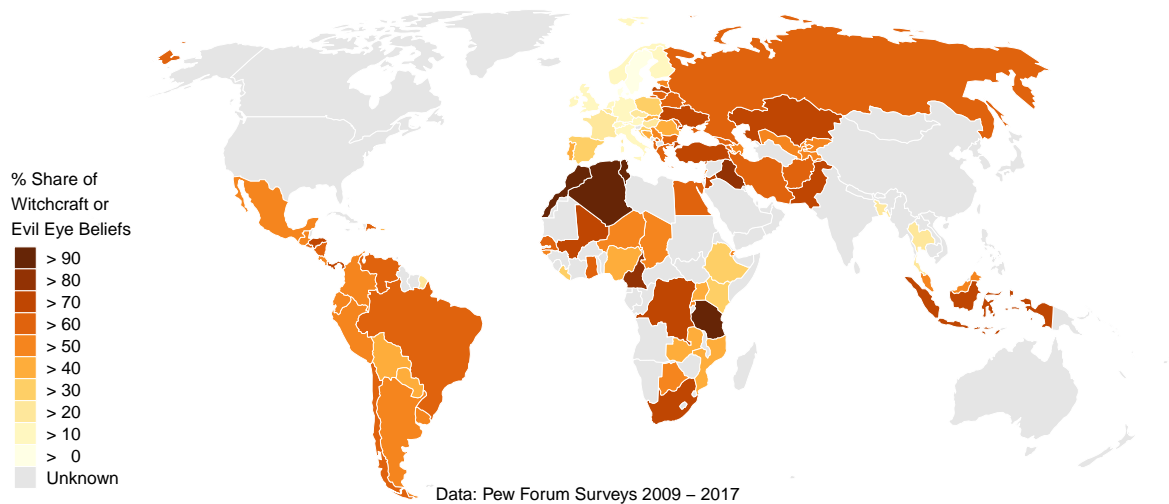 % Share of
Witchcraft or
Evil Eye Beliefs
> 90
> 80
> 70
> 60
> 50
> 40
> 30
> 20
> 10
> 0
Unknown
Data: Pew Forum Surveys 2009 – 2017